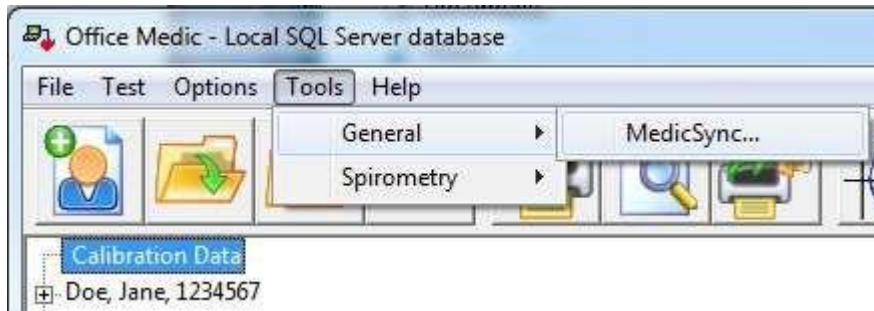 Office Medic - Local SQL Server database
File Test Options Tools Help
General MedicSync...
Spirometry
Calibration Data
Doe, Jane, 1234567